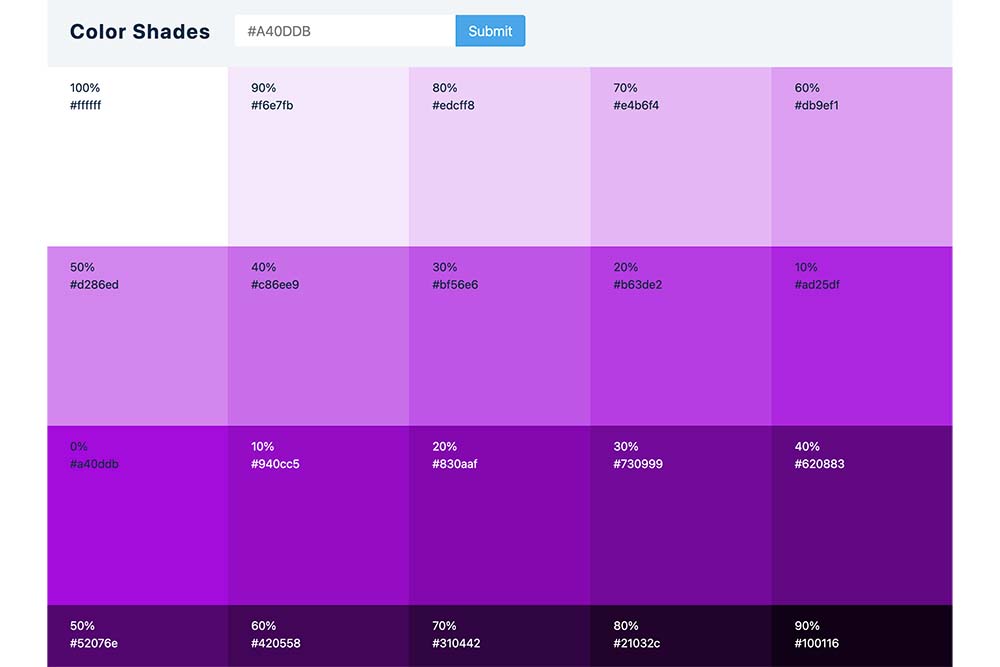 Color Shades
#A40DDB
Submit
100%
#ffffff
90%
#f6e7fb
80%
#edcff8
70%
#e4b6f4
60%
#db9ef1
50%
#d286ed
40%
#c86ee9
30%
#bf56e6
20%
#b63de2
10%
#ad25df
0%
#a40ddb
10%
#940cc5
20%
#830aaf
30%
#730999
40%
#620883
50%
#52076e
60%
#420558
70%
#310442
80%
#21032c
90%
#100116